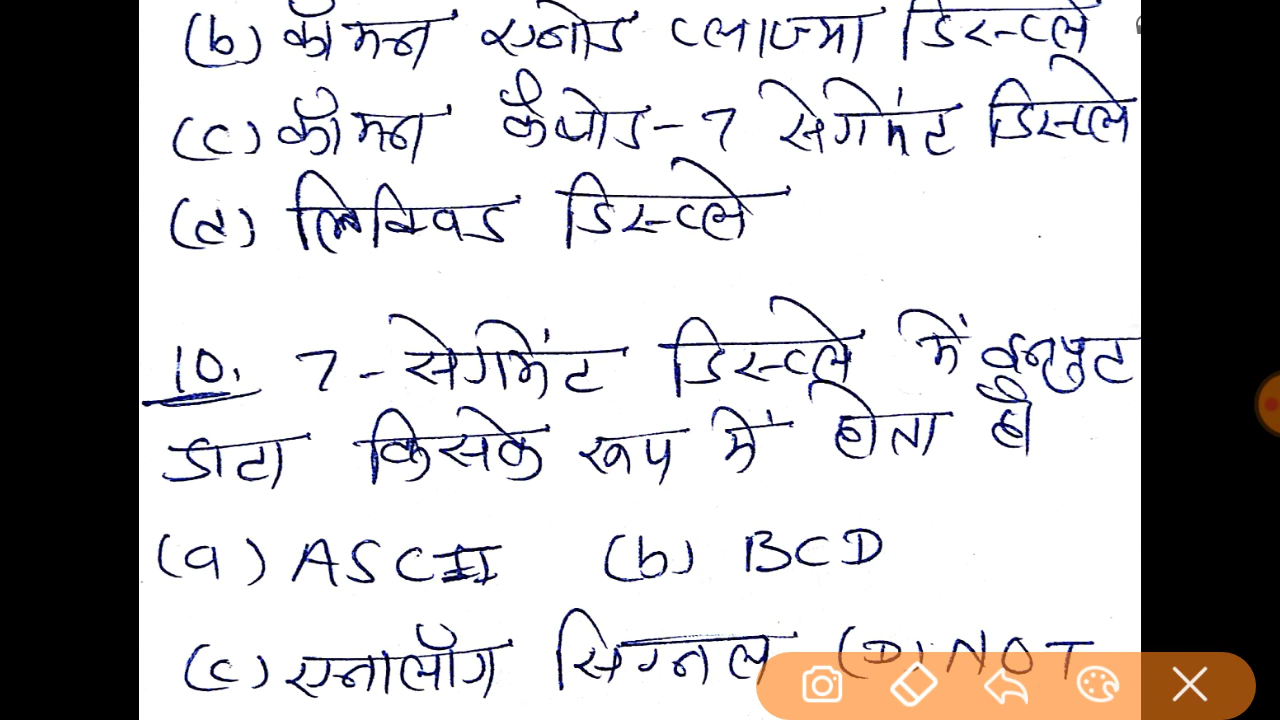 (b) कॉमन एनोड प्लाज्मा डिस्प्ले
(c) कॉमन कैथोड-7 सेगमेंट डिस्प्ले
(d) लिक्विड डिस्प्ले
10. 7-सेगमेंट डिस्प्ले में इनपुट
डाटा किसके रूप में होता है
(a) ASCII (b) BCD
(c) एनालॉग सिग्नल (D) NOT